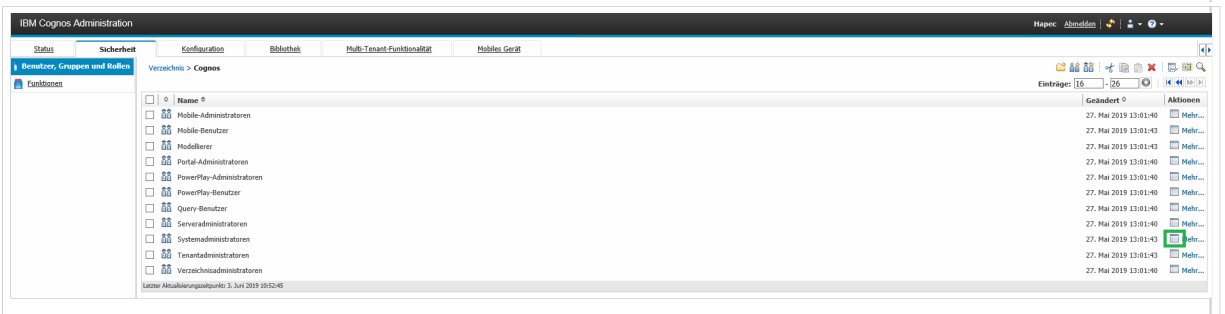 IBM Cognos Administration Hapec Abmelden
Status Sicherheit Konfiguration Bibliothek Multi-Tenant-Funktionalität Mobiles Gerät
Benutzer, Gruppen und Rollen
Funktionen
Verzeichnis > Cognos
Einträge: 16 - 26
Name Geändert Aktionen
Mobile-Administratoren 27. Mai 2019 13:01:40 Mehr...
Mobile-Benutzer 27. Mai 2019 13:01:43 Mehr...
Modellierer 27. Mai 2019 13:01:43 Mehr...
Portal-Administratoren 27. Mai 2019 13:01:40 Mehr...
PowerPlay-Administratoren 27. Mai 2019 13:01:40 Mehr...
PowerPlay-Benutzer 27. Mai 2019 13:01:40 Mehr...
Query-Benutzer 27. Mai 2019 13:01:40 Mehr...
Serveradministratoren 27. Mai 2019 13:01:40 Mehr...
Systemadministratoren 27. Mai 2019 13:01:43 ehr...
Tenantadministratoren 27. Mai 2019 13:01:43 Mehr...
Verzeichnisadministratoren 27. Mai 2019 13:01:40 Mehr...
Letzter Aktualisierungszeitpunkt: 3. Juni 2019 10:52:45